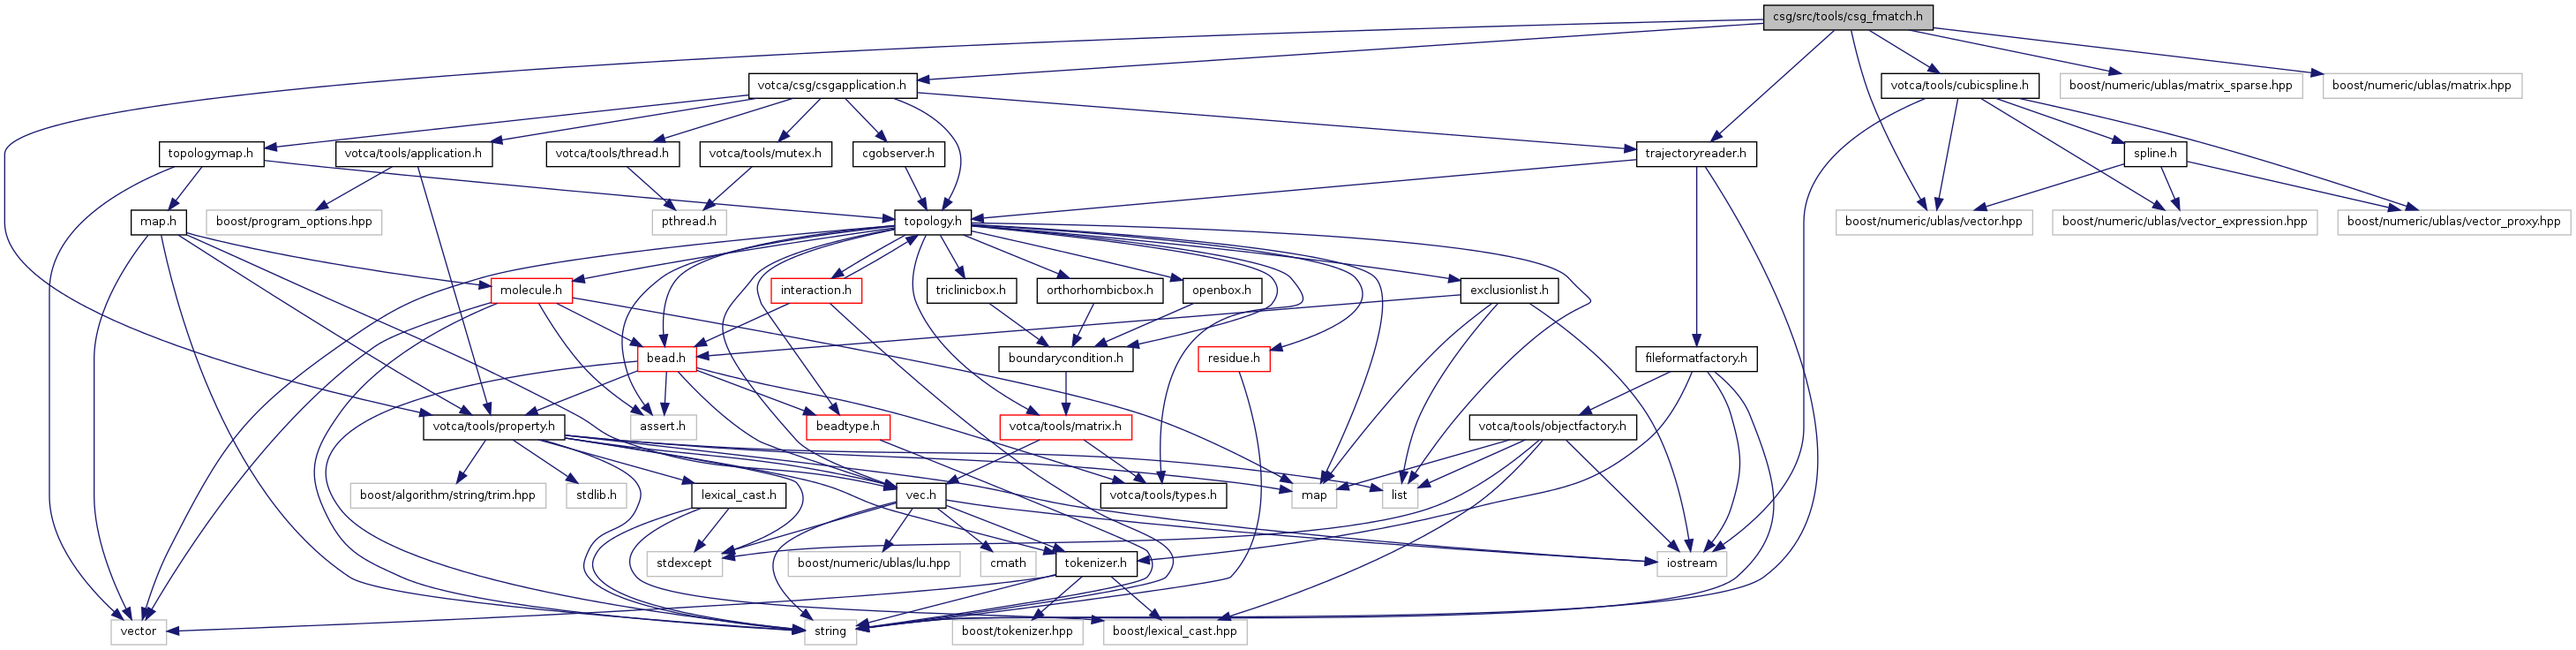 csg/src/tools/csg_fmatch.h
votca/csg/csgapplication.h
votca/tools/cubicspline.h
boost/numeric/ublas/matrix_sparse.hpp
boost/numeric/ublas/matrix.hpp
topologymap.h
votca/tools/application.h
votca/tools/thread.h
votca/tools/mutex.h
cgobserver.h
trajectoryreader.h
spline.h
map.h
boost/program_options.hpp
pthread.h
topology.h
boost/numeric/ublas/vector.hpp
boost/numeric/ublas/vector_expression.hpp
boost/numeric/ublas/vector_proxy.hpp
molecule.h
interaction.h
triclinicbox.h
orthorhombicbox.h
openbox.h
exclusionlist.h
bead.h
boundarycondition.h
residue.h
fileformatfactory.h
votca/tools/property.h
assert.h
beadtype.h
votca/tools/matrix.h
votca/tools/objectfactory.h
boost/algorithm/string/trim.hpp
stdlib.h
lexical_cast.h
vec.h
votca/tools/types.h
map
list
stdexcept
boost/numeric/ublas/lu.hpp
cmath
tokenizer.h
iostream
vector
string
boost/tokenizer.hpp
boost/lexical_cast.hpp